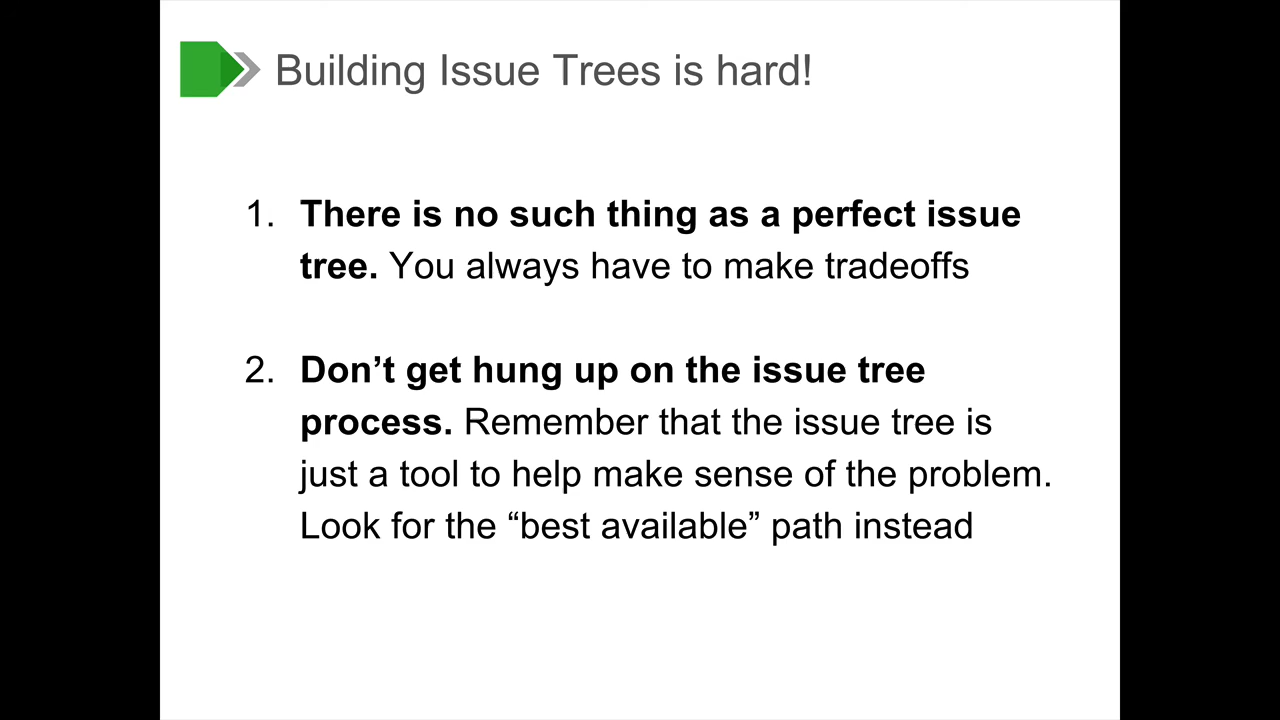 Building Issue Trees is hard!
1. There is no such thing as a perfect issue
tree. You always have to make tradeoffs
2. Don’t get hung up on the issue tree
process. Remember that the issue tree is
just a tool to help make sense of the problem.
Look for the “best available” path instead